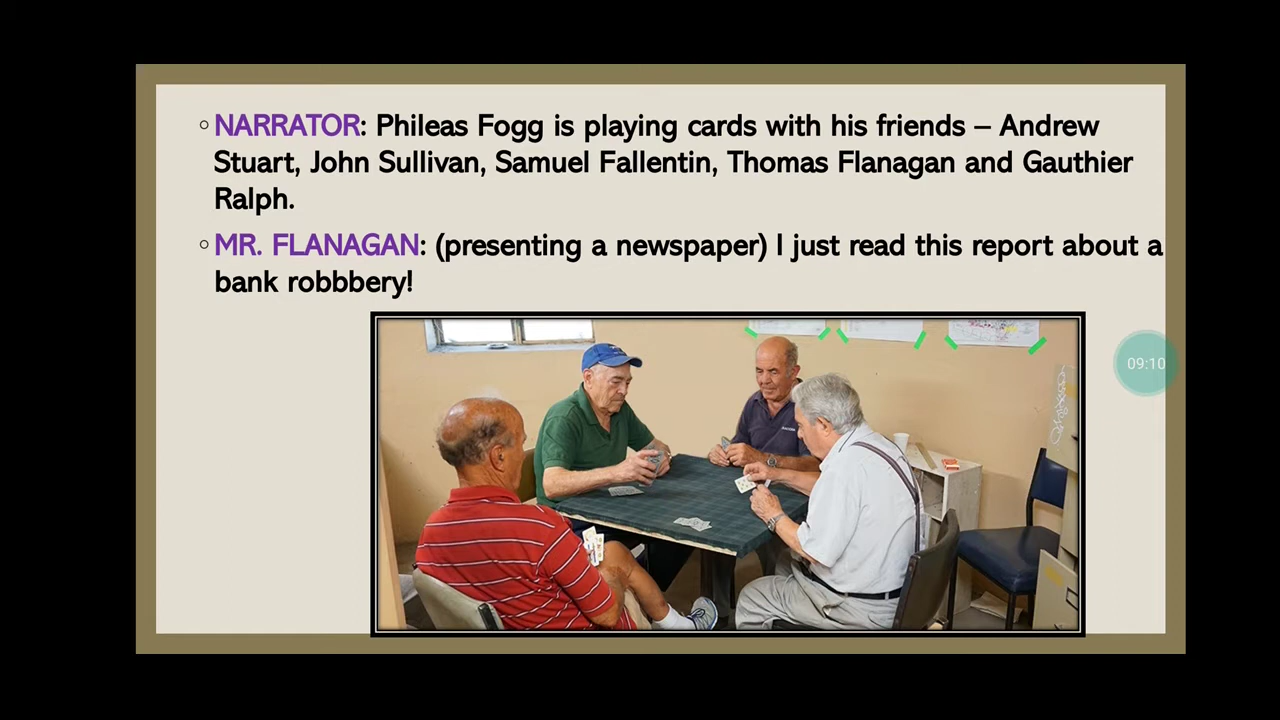 NARRATOR: Phileas Fogg is playing cards with his friends – Andrew
Stuart, John Sullivan, Samuel Fallentin, Thomas Flanagan and Gauthier
Ralph.
MR. FLANAGAN: (presenting a newspaper) I just read this report about a
bank robbbery!
09:10